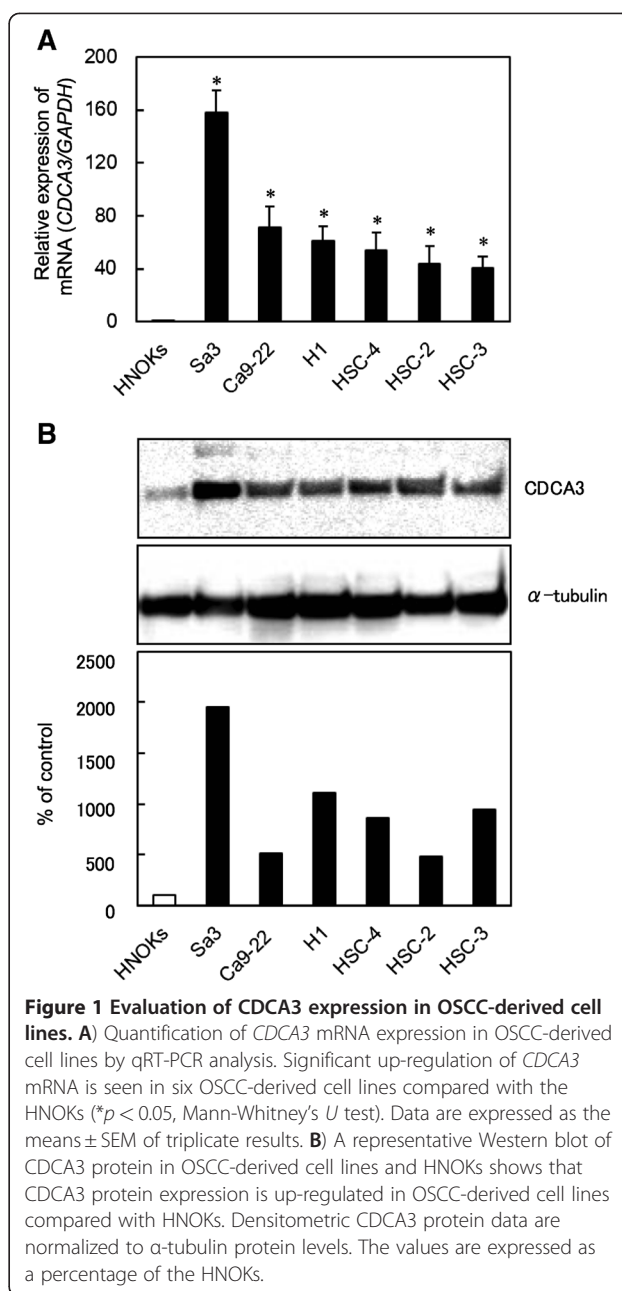 A
Relative expression of
mRNA (CDCA3/GAPDH)
200
160
120
80
40
0
*
*
*
*
*
*
HNOKs
Sa3
Ca9-22
H1
HSC-4
HSC-2
HSC-3
B
CDCA3
α-tubulin
% of control
2500
2000
1500
1000
500
0
HNOKs
Sa3
Ca9-22
H1
HSC-4
HSC-2
HSC-3
Figure 1 Evaluation of CDCA3 expression in OSCC-derived cell
lines. A) Quantification of CDCA3 mRNA expression in OSCC-derived
cell lines by qRT-PCR analysis. Significant up-regulation of CDCA3
mRNA is seen in six OSCC-derived cell lines compared with the
HNOKs (*p < 0.05, Mann-Whitney's U test). Data are expressed as the
means ± SEM of triplicate results. B) A representative Western blot of
CDCA3 protein in OSCC-derived cell lines and HNOKs shows that
CDCA3 protein expression is up-regulated in OSCC-derived cell lines
compared with HNOKs. Densitometric CDCA3 protein data are
normalized to α-tubulin protein levels. The values are expressed as
a percentage of the HNOKs.